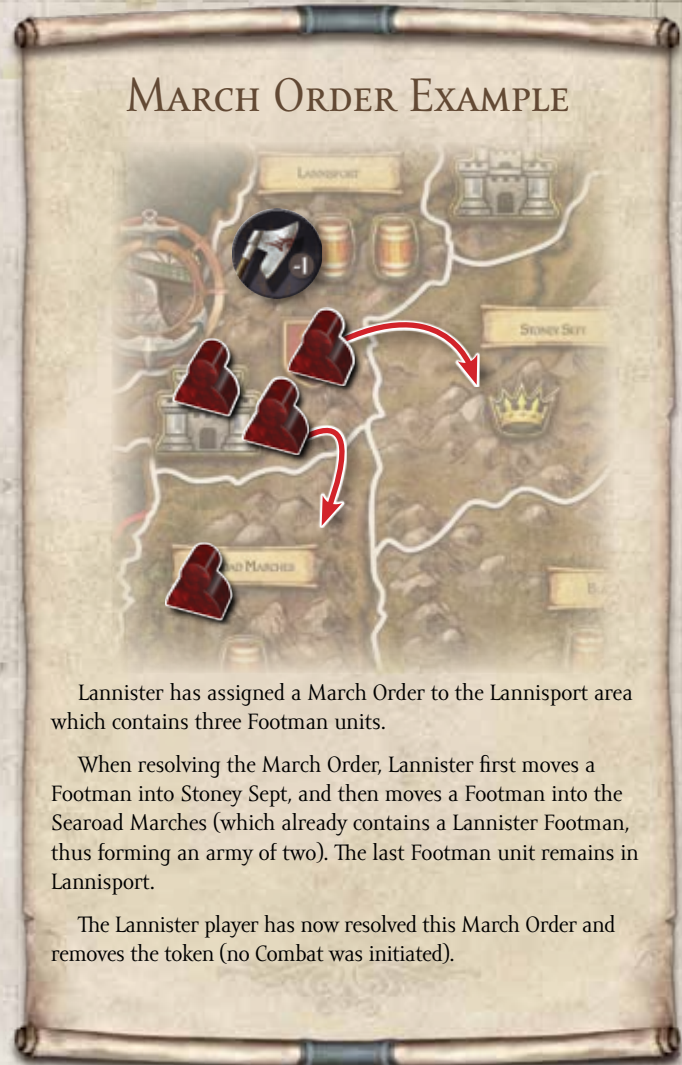 March Order Example
Lannisport
-1
Stoney Sept
ad Marches
B
Lannister has assigned a March Order to the Lannisport area
which contains three Footman units.
When resolving the March Order, Lannister first moves a
Footman into Stoney Sept, and then moves a Footman into the
Searoad Marches (which already contains a Lannister Footman,
thus forming an army of two). The last Footman unit remains in
Lannisport.
The Lannister player has now resolved this March Order and
removes the token (no Combat was initiated).